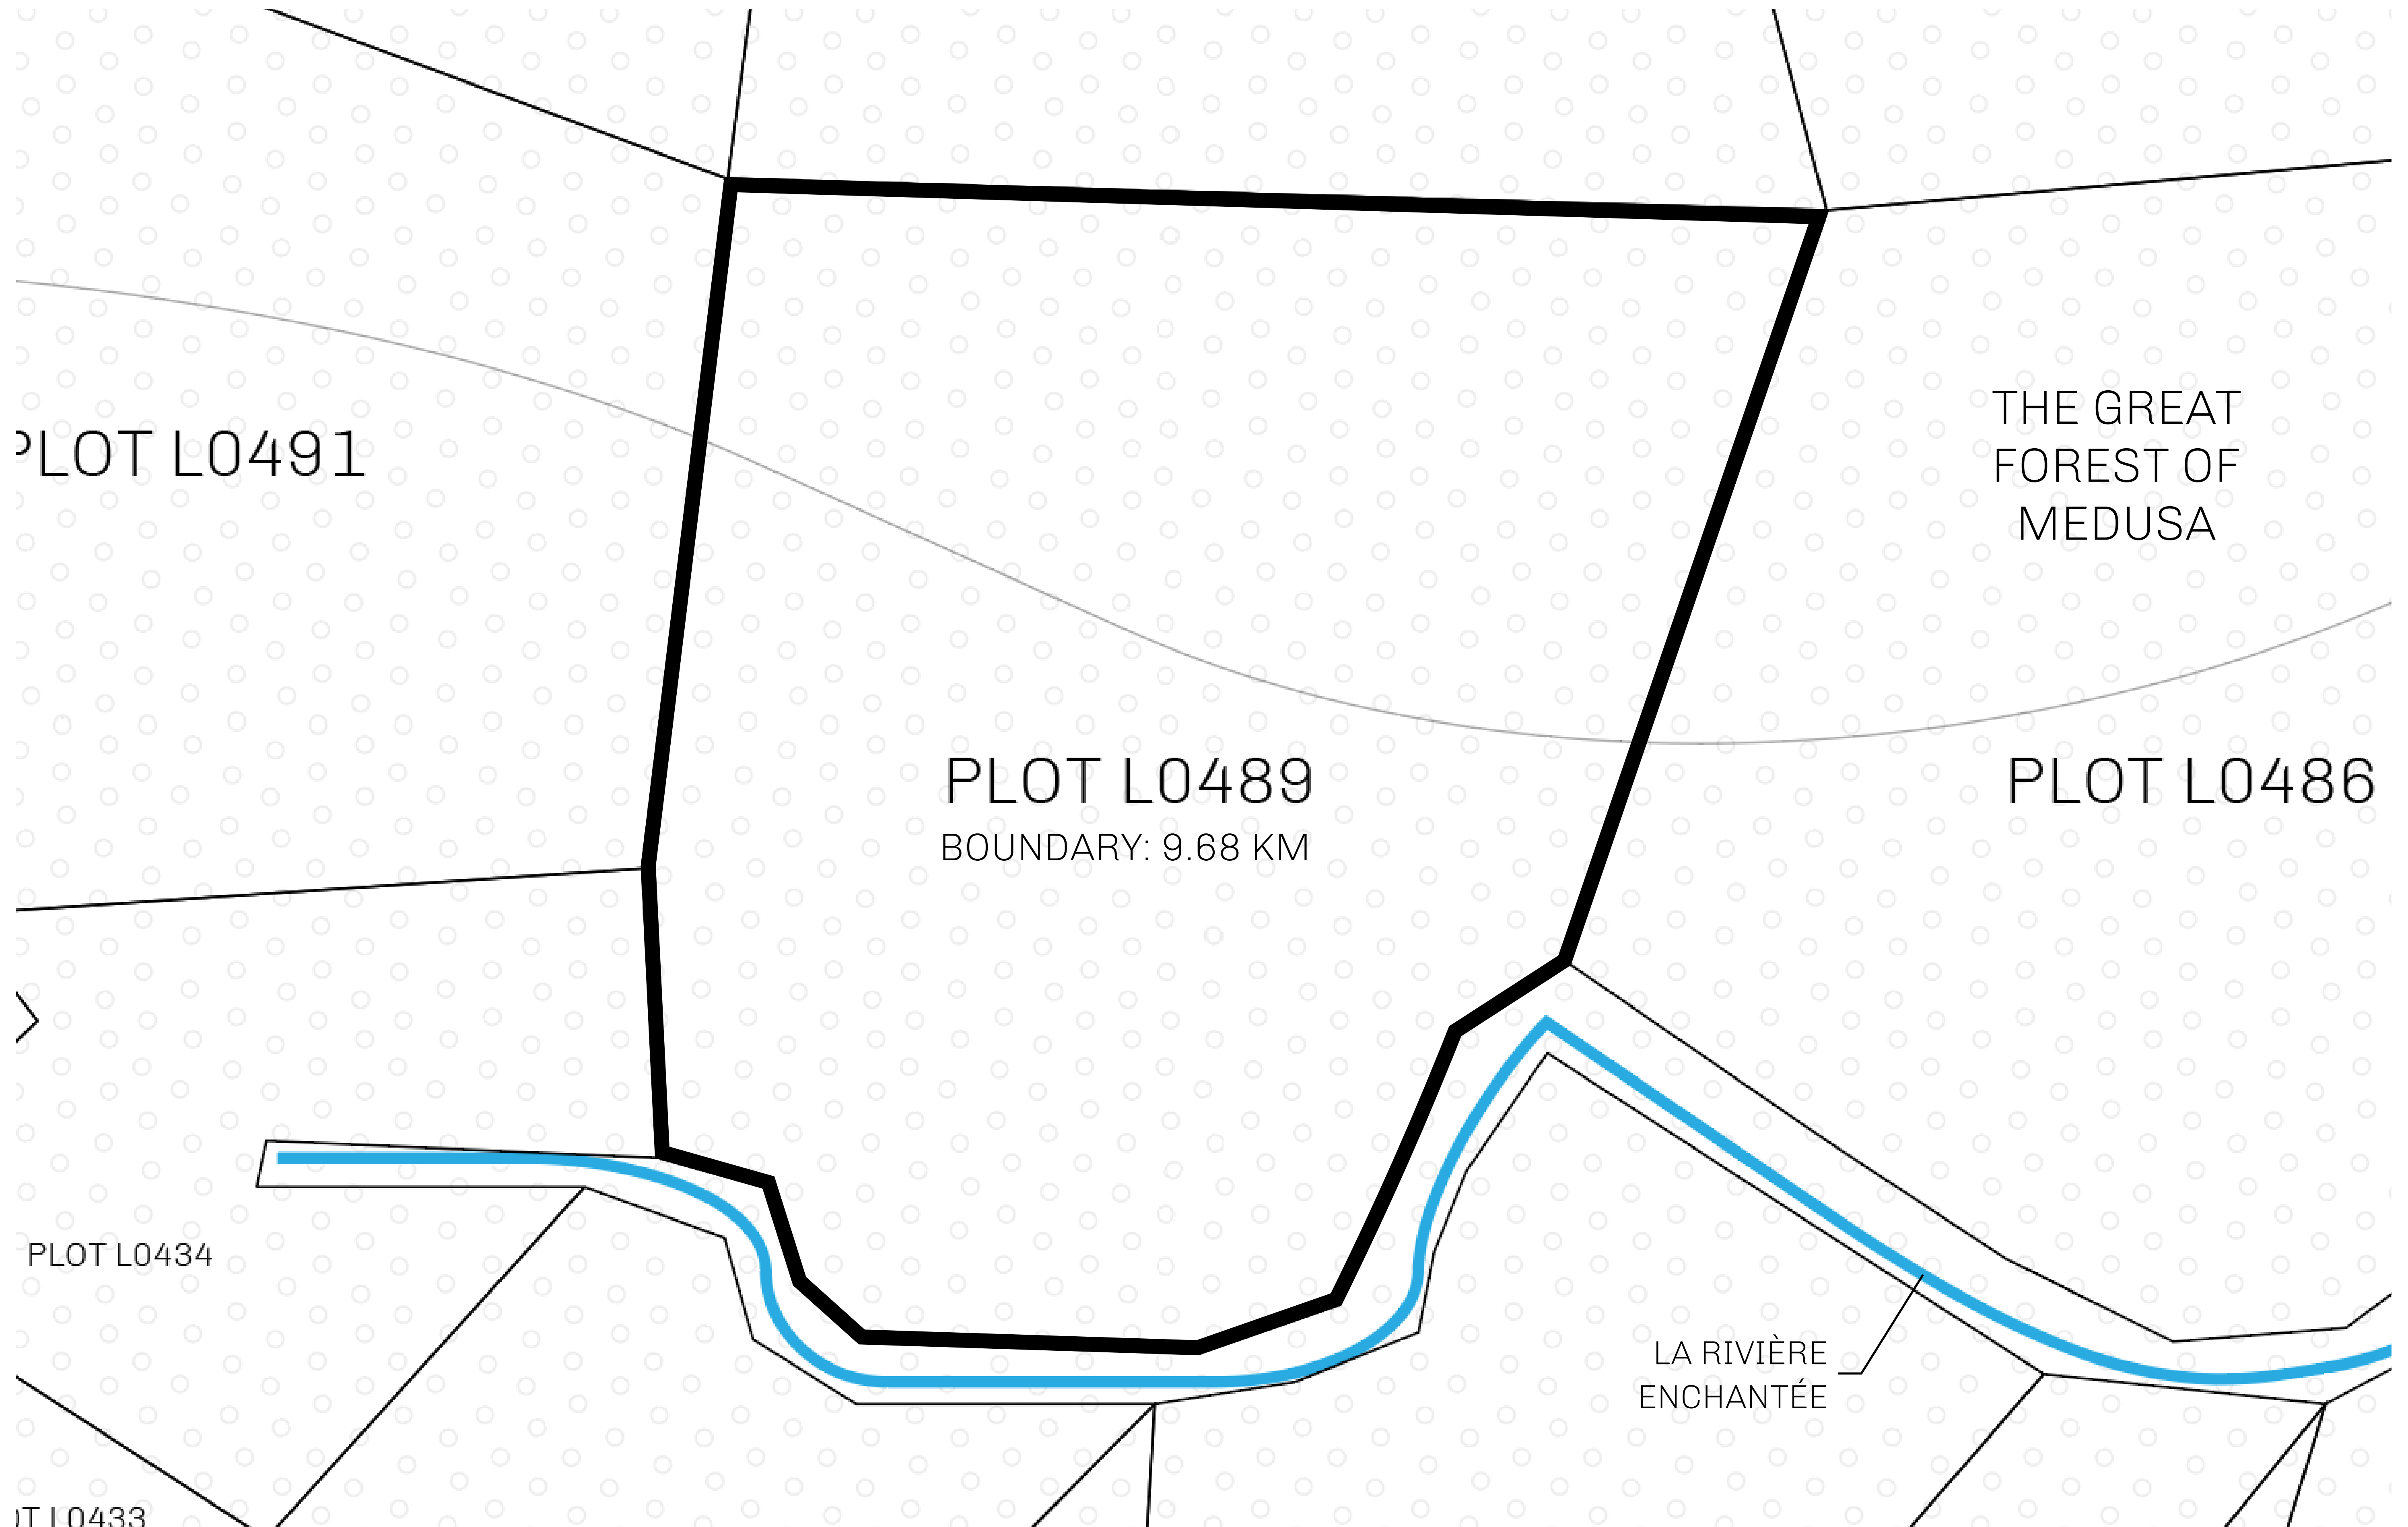 THE GREAT
FOREST OF
MEDUSA
PLOT L0491
PLOT L0489
BOUNDARY: 9.68 KM
PLOT L0486
PLOT L0434
LA RIVIÈRE
ENCHANTÉE
L0433